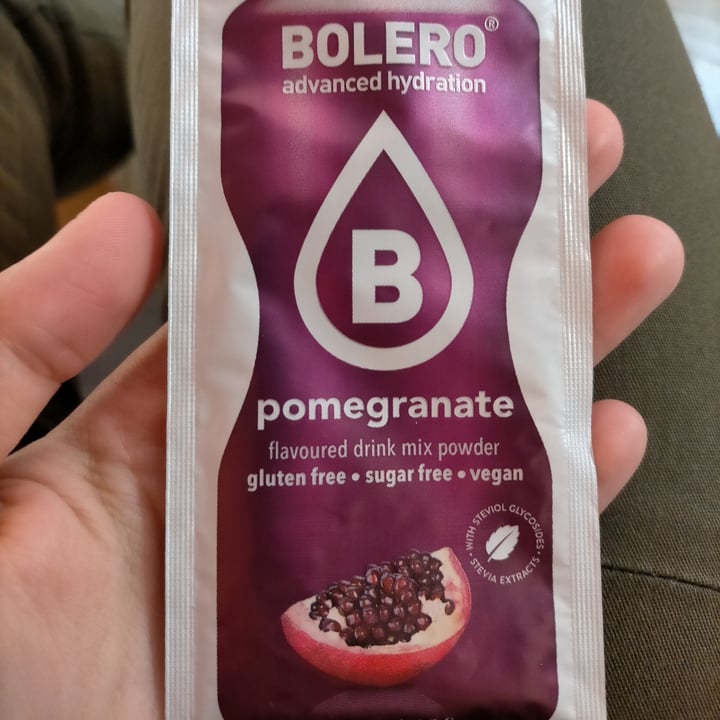 BOLERO®
advanced hydration
B
pomegranate
flavoured drink mix powder
gluten free • sugar free • vegan
WITH STEVIOL GLYCOSIDES •
STEVIA EXTRACTS •